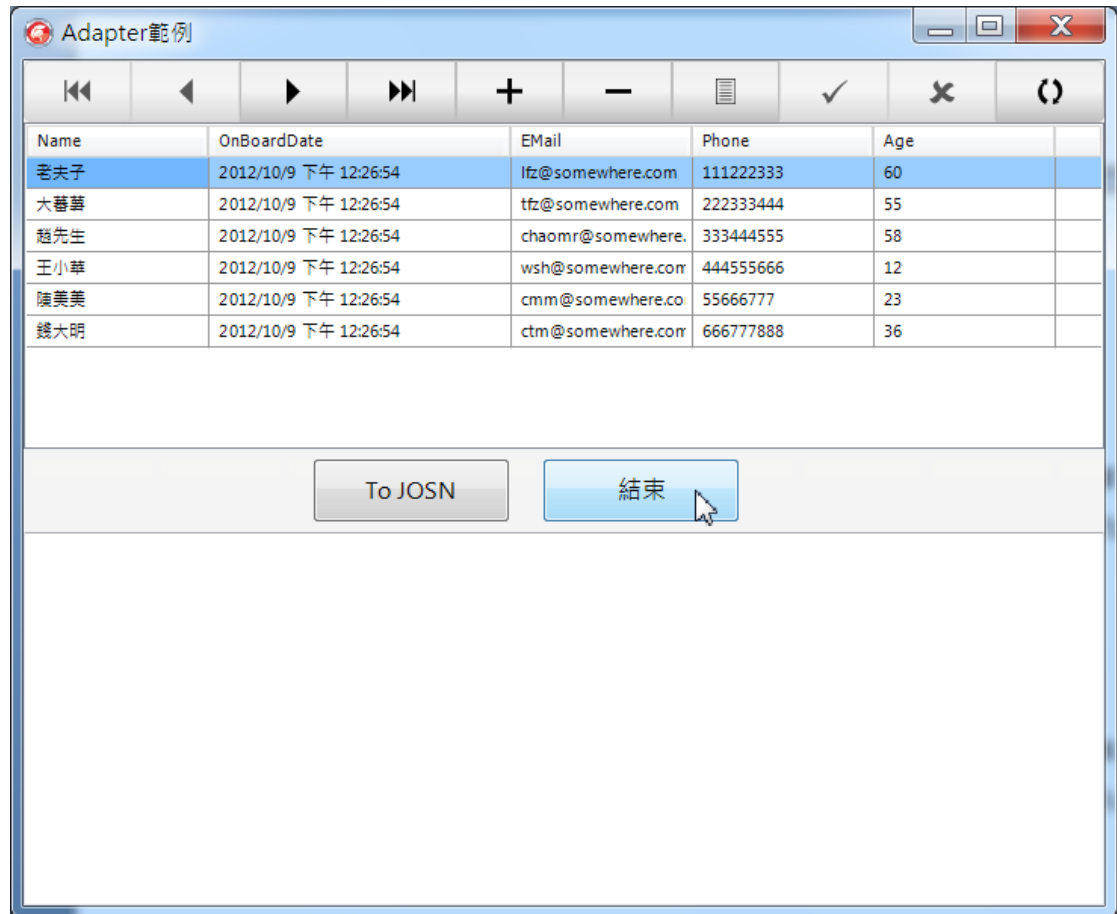 Adapter範例
Name OnBoardDate EMail Phone Age
老夫子 2012/10/9 下午 12:26:54 lfz@somewhere.com 111222333 60
大蕃薯 2012/10/9 下午 12:26:54 tfz@somewhere.com 222333444 55
趙先生 2012/10/9 下午 12:26:54 chaomr@somewhere. 333444555 58
王小華 2012/10/9 下午 12:26:54 wsh@somewhere.com 444555666 12
陳美美 2012/10/9 下午 12:26:54 cmm@somewhere.co 55666777 23
錢大明 2012/10/9 下午 12:26:54 ctm@somewhere.com 666777888 36
To JOSN 結束